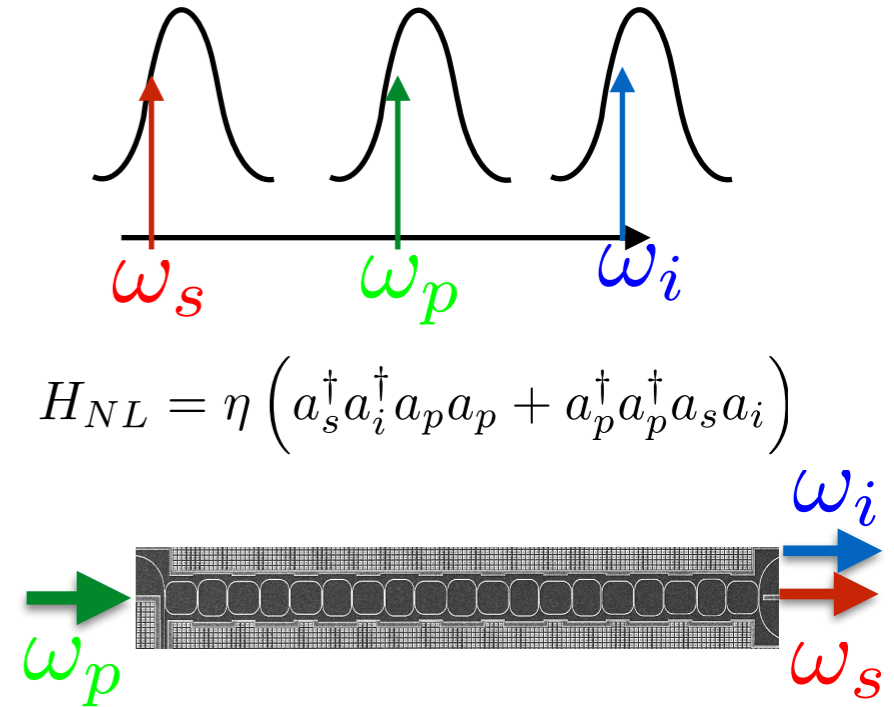 ωs ωp ωi
H_{NL} = η (a_s^† a_i^† a_p a_p + a_p^† a_p^† a_s a_i)
ωi
ωp ωs